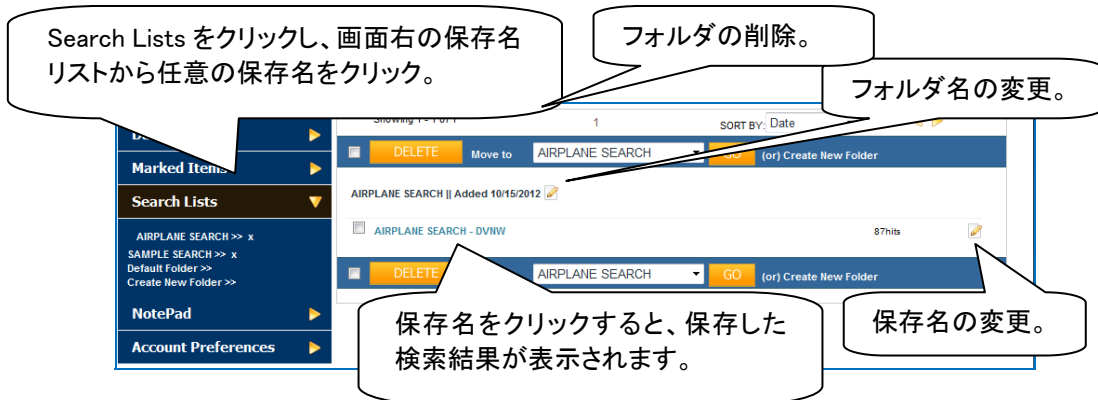 Search Lists をクリックし、画面右の保存名
リストから任意の保存名をクリック。
フォルダの削除。
フォルダ名の変更。
Showing 1 - 1 of 1
1
SORT BY: Date
DELETE Move to AIRPLANE SEARCH GO (or) Create New Folder
Marked Items
Search Lists
AIRPLANE SEARCH || Added 10/15/2012
AIRPLANE SEARCH - DVNW 87hits
AIRPLANE SEARCH >> x
SAMPLE SEARCH >> x
Default Folder >>
Create New Folder >>
DELETE AIRPLANE SEARCH GO (or) Create New Folder
NotePad
Account Preferences
保存名をクリックすると、保存した
検索結果が表示されます。
保存名の変更。